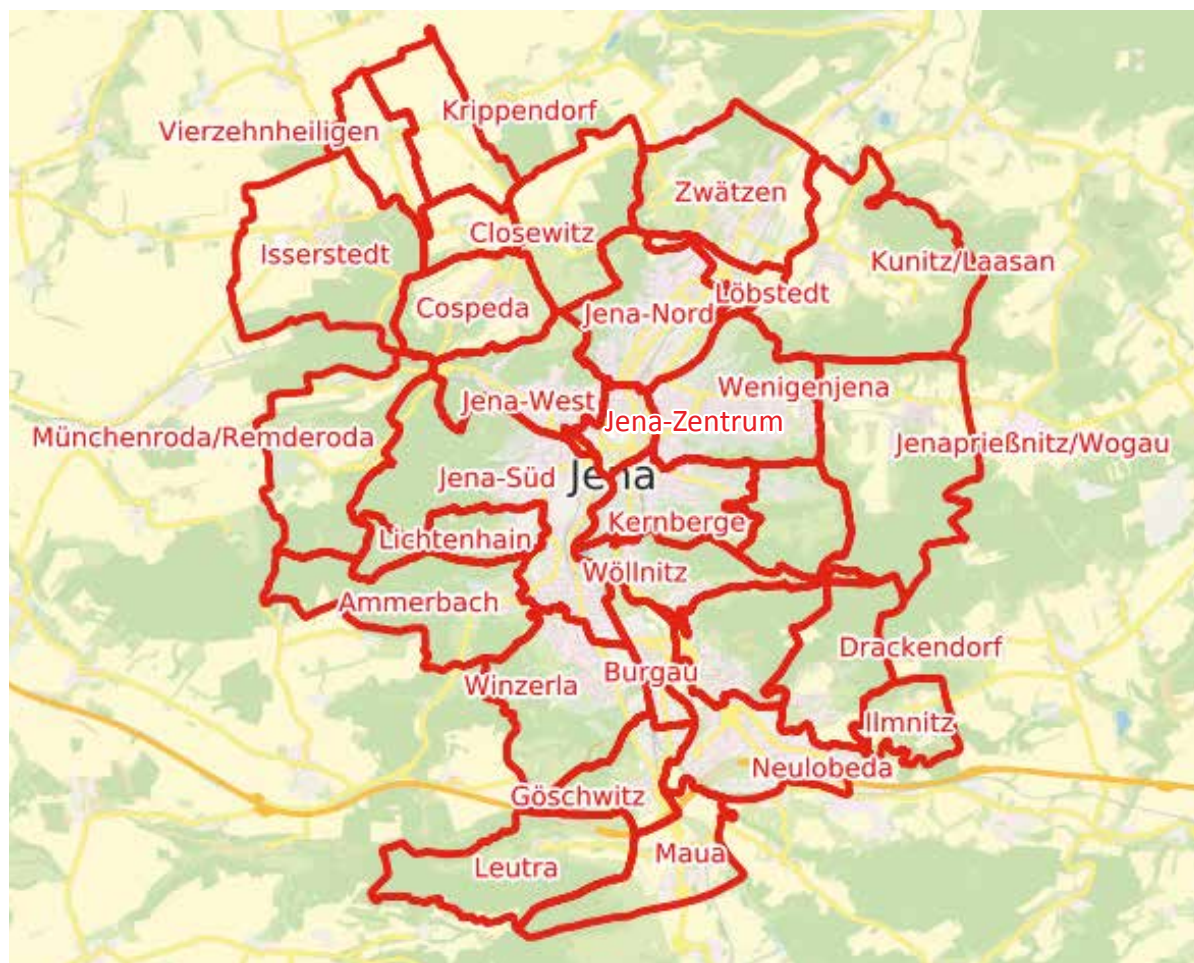 Krippendorf
Vierzehnheiligen
Zwätzen
Closewitz
Isserstedt
Kunitz/Laasan
Löbstedt
Cospeda
Jena-Nord
Wenigenjena
Jena-West
Jena-Zentrum
Münchenroda/Remderoda
Jenaprießnitz/Wogau
Jena-Süd
Jena
Kernberge
Lichtenhain
Wöllnitz
Ammerbach
Drackendorf
Burgau
Winzerla
Ilmnitz
Neulobeda
Göschwitz
Maua
Leutra